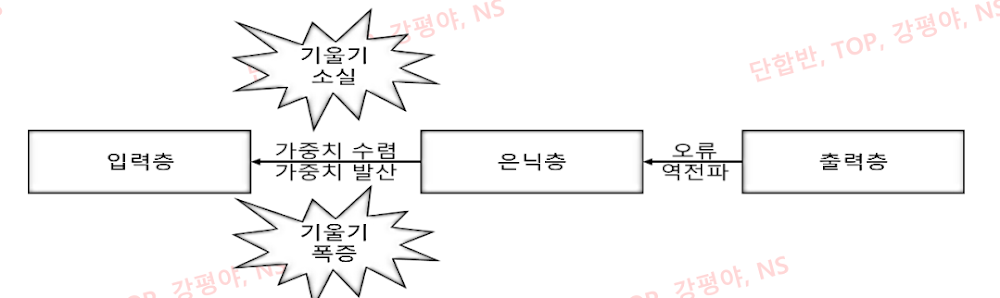 강평야, NS
단합반, TOP, 강평야, NS
기울기
소실
입력층
가중치 수렴
가중치 발산
은닉층
오류
역전파
출력층
기울기
폭증
TOP, 강평야, NS
TOP, 강평야, NS